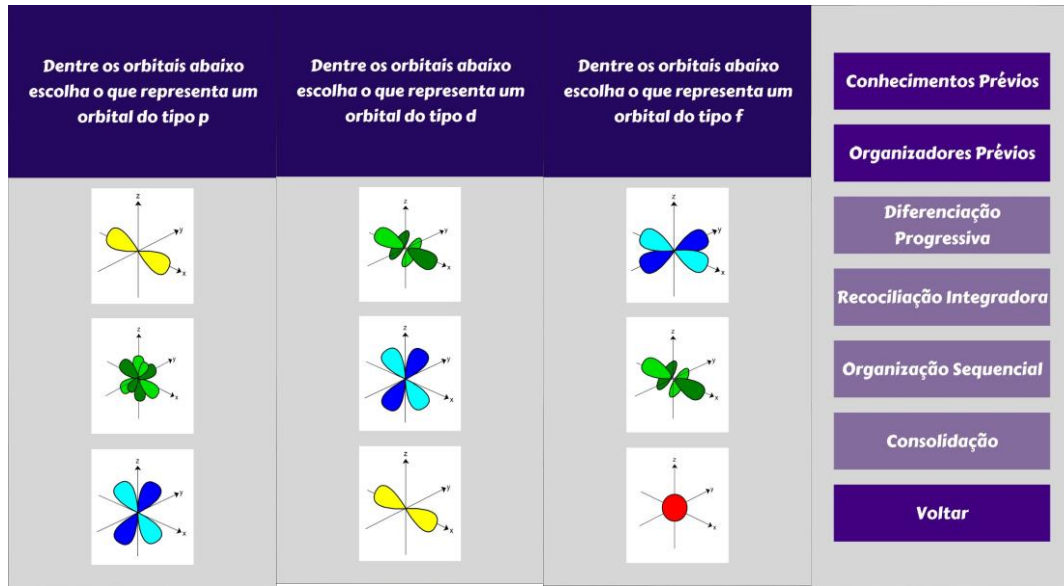 Dentre os orbitais abaixo
escolha o que representa um
orbital do tipo p
z
y
x
z
y
x
z
y
x
Dentre os orbitais abaixo
escolha o que representa um
orbital do tipo d
z
y
x
z
y
x
z
y
x
Dentre os orbitais abaixo
escolha o que representa um
orbital do tipo f
z
y
x
z
y
x
z
y
x
Conhecimentos Prévios
Organizadores Prévios
Diferenciação
Progressiva
Recociliação Integradora
Organização Sequencial
Consolidação
Voltar